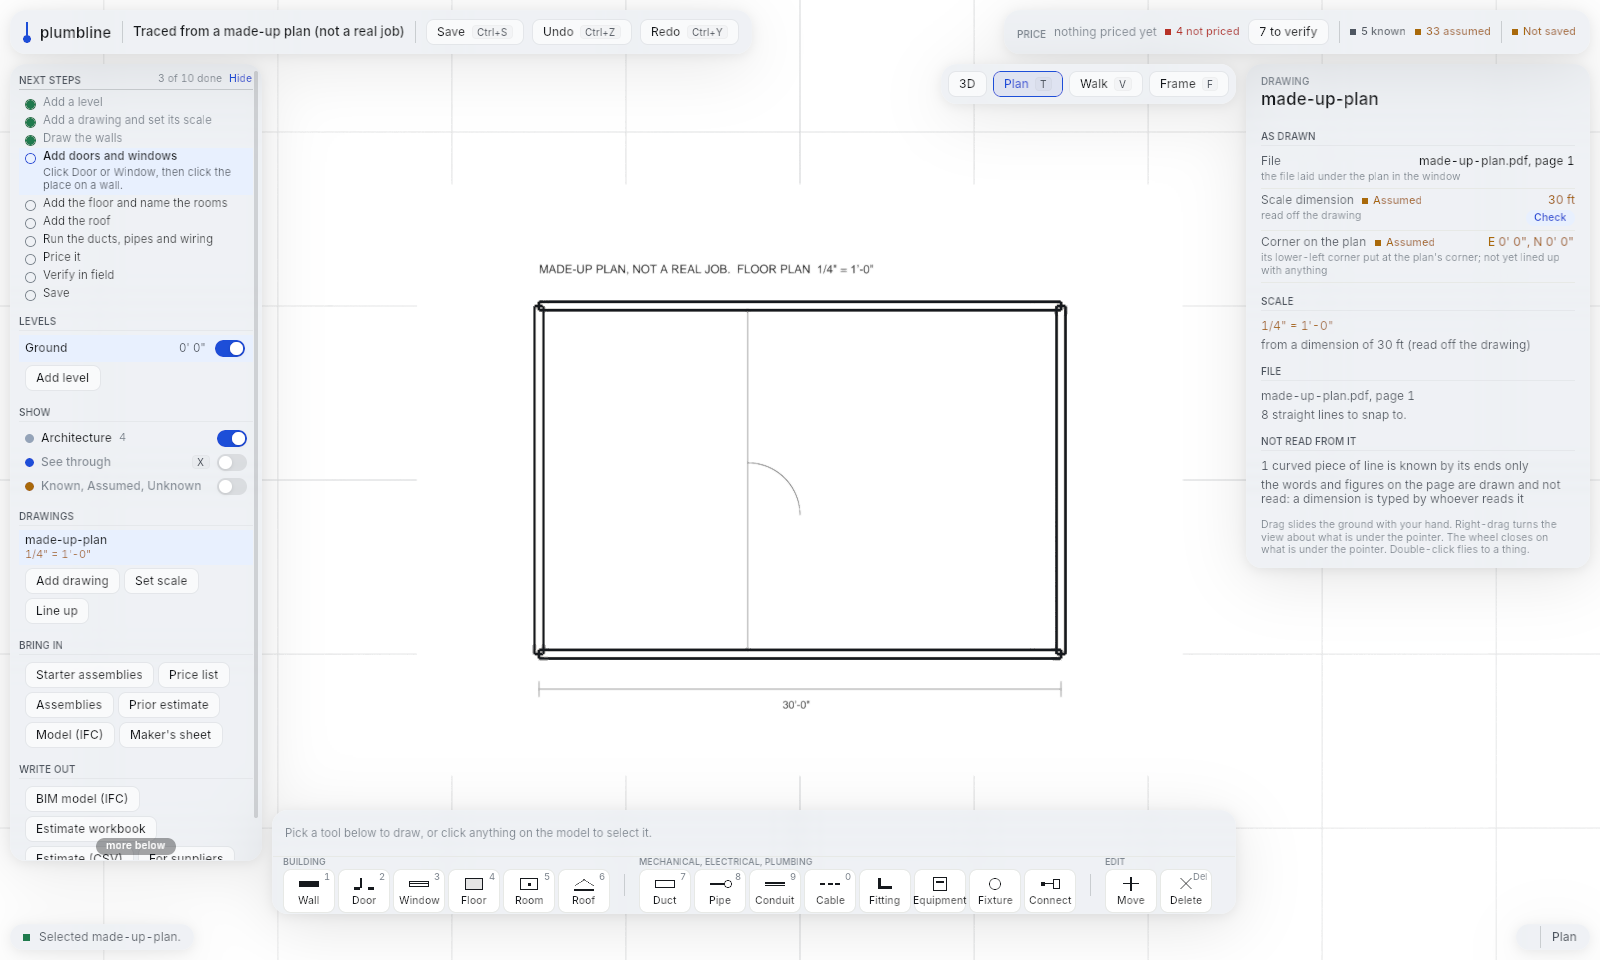 plumbline
Traced from a made-up plan (not a real job)
Save Ctrl+S
Undo Ctrl+Z
Redo Ctrl+Y
PRICE nothing priced yet
4 not priced
7 to verify
5 known
33 assumed
Not saved
3D
Plan T
Walk V
Frame F
NEXT STEPS
3 of 10 done Hide
Add a level
Add a drawing and set its scale
Draw the walls
Add doors and windows
Click Door or Window, then click the
place on a wall.
Add the floor and name the rooms
Add the roof
Run the ducts, pipes and wiring
Price it
Verify in field
Save
LEVELS
Ground 0' 0"
Add level
SHOW
Architecture 4
See through X
Known, Assumed, Unknown
DRAWINGS
made-up-plan
1/4" = 1'-0"
Add drawing
Set scale
Line up
BRING IN
Starter assemblies
Price list
Assemblies
Prior estimate
Model (IFC)
Maker's sheet
WRITE OUT
BIM model (IFC)
Estimate workbook
more below
Estimate (CSV)
For suppliers
Selected made-up-plan.
MADE-UP PLAN, NOT A REAL JOB. FLOOR PLAN 1/4" = 1'-0"
30'-0"
Pick a tool below to draw, or click anything on the model to select it.
BUILDING
Wall 1
Door 2
Window 3
Floor 4
Room 5
Roof 6
MECHANICAL, ELECTRICAL, PLUMBING
Duct 7
Pipe 8
Conduit 9
Cable 0
Fitting
Equipment
Fixture
Connect
EDIT
Move
Delete Del
DRAWING
made-up-plan
AS DRAWN
File made-up-plan.pdf, page 1
the file laid under the plan in the window
Scale dimension Assumed 30 ft
read off the drawing Check
Corner on the plan Assumed E 0' 0", N 0' 0"
its lower-left corner put at the plan's corner; not yet lined up
with anything
SCALE
1/4" = 1'-0"
from a dimension of 30 ft (read off the drawing)
FILE
made-up-plan.pdf, page 1
8 straight lines to snap to.
NOT READ FROM IT
1 curved piece of line is known by its ends only
the words and figures on the page are drawn and not
read: a dimension is typed by whoever reads it
Drag slides the ground with your hand. Right-drag turns the
view about what is under the pointer. The wheel closes on
what is under the pointer. Double-click flies to a thing.
Plan